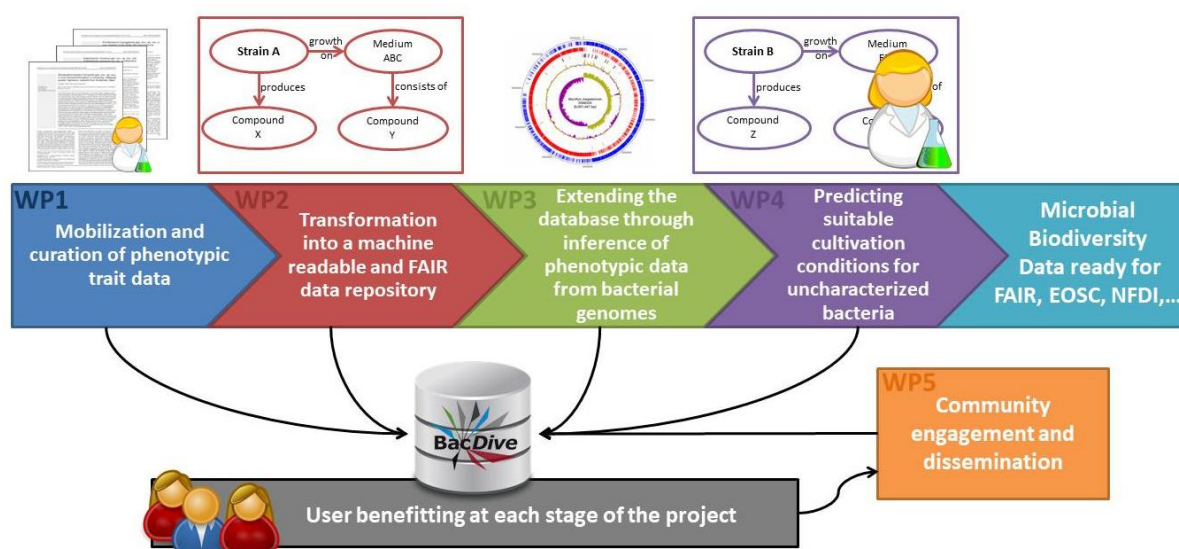 Strain A
growth
on
Medium
ABC
produces
consists of
Compound
X
Compound
Y
Strain B
growth
on
Medium
produces
of
Compound
Z
WP1
Mobilization and
curation of phenotypic
trait data
WP2
Transformation
into a machine
readable and FAIR
data repository
WP3
Extending the
database through
inference of
phenotypic data
from bacterial
genomes
WP4
Predicting
suitable
cultivation
conditions for
uncharacterized
bacteria
Microbial
Biodiversity
Data ready for
FAIR, EOSC, NFDI,...
BacDive
WP5
Community
engagement and
dissemination
User benefitting at each stage of the project